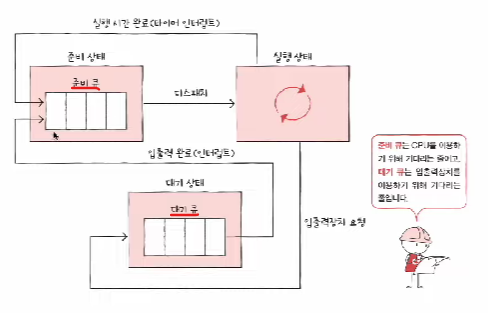 실행 시간 완료(타이머 인터럽트)
준비 상태
실행 상태
준비 큐
디스패치
입출력 완료(인터럽트)
대기 상태
대기 큐
입출력장치 요청
준비 큐는 CPU를 이용하
기 위해 기다리는 줄이고,
대기 큐는 입출력장치를
이용하기 위해 기다리는
줄입니다.